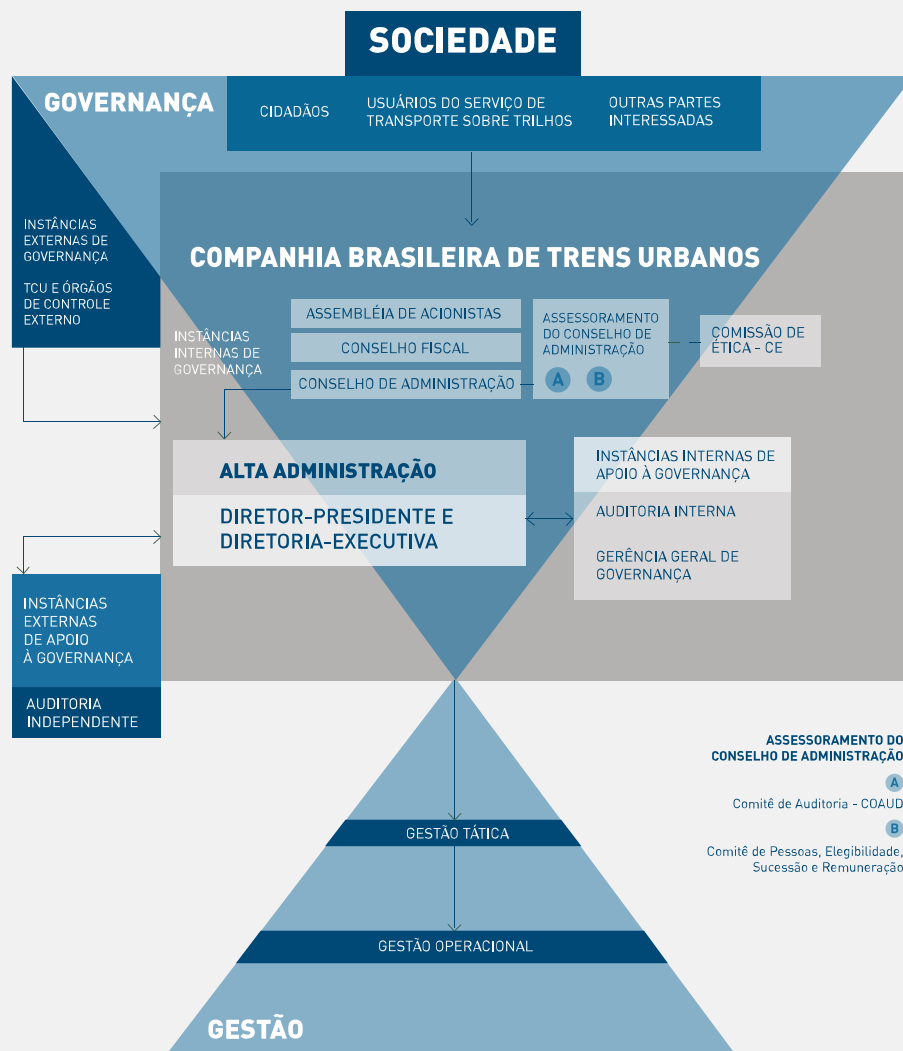 SOCIEDADE
GOVERNANÇA
CIDADÃOS
USUÁRIOS DO SERVIÇO DE
TRANSPORTE SOBRE TRILHOS
OUTRAS PARTES
INTERESSADAS
INSTÂNCIAS
EXTERNAS DE
GOVERNANÇA
TCU E ÓRGÃOS
DE CONTROLE
EXTERNO
COMPANHIA BRASILEIRA DE TRENS URBANOS
INSTÂNCIAS
INTERNAS DE
GOVERNANÇA
ASSEMBLÉIA DE ACIONISTAS
CONSELHO FISCAL
CONSELHO DE ADMINISTRAÇÃO
ASSESSORAMENTO
DO CONSELHO DE
ADMINISTRAÇÃO
A B
COMISSÃO DE
ÉTICA - CE
ALTA ADMINISTRAÇÃO
DIRETOR-PRESIDENTE E
DIRETORIA-EXECUTIVA
INSTÂNCIAS INTERNAS DE
APOIO À GOVERNANÇA
AUDITORIA INTERNA
GERÊNCIA GERAL DE
GOVERNANÇA
INSTÂNCIAS
EXTERNAS
DE APOIO
À GOVERNANÇA
AUDITORIA
INDEPENDENTE
GESTÃO TÁTICA
GESTÃO OPERACIONAL
GESTÃO
ASSESSORAMENTO DO
CONSELHO DE ADMINISTRAÇÃO
A
Comitê de Auditoria - COAUD
B
Comitê de Pessoas, Elegibilidade,
Sucessão e Remuneração